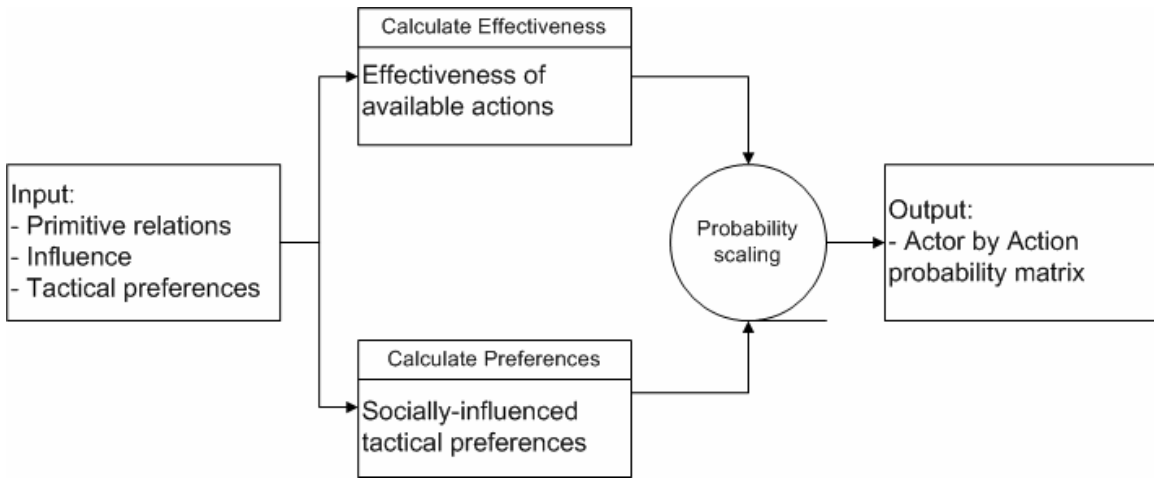 Calculate Effectiveness
Effectiveness of
available actions
Input:
- Primitive relations
- Influence
- Tactical preferences
Probability
scaling
Output:
- Actor by Action
probability matrix
Calculate Preferences
Socially-influenced
tactical preferences